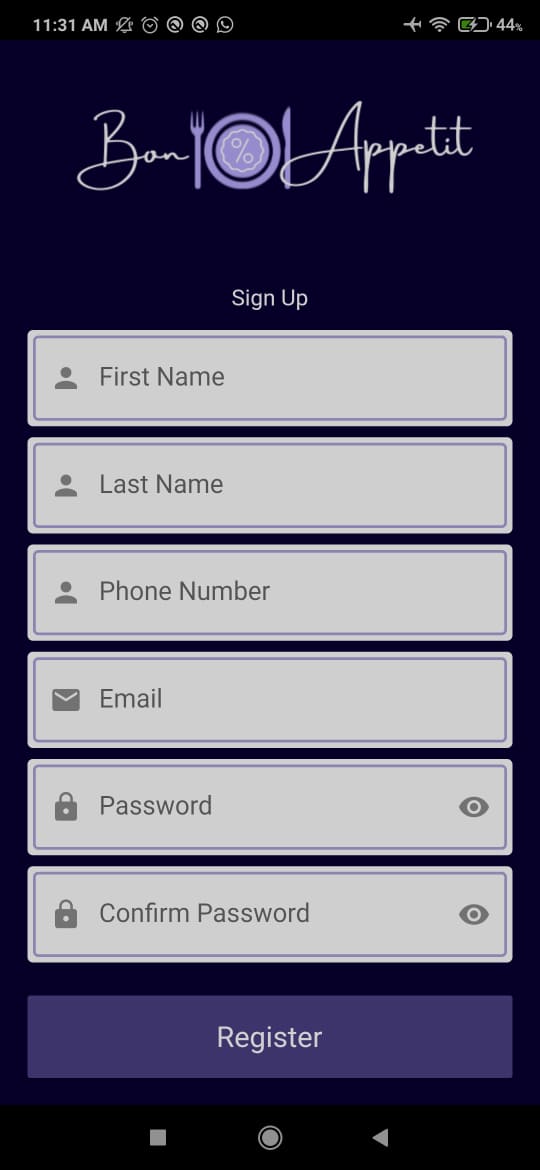 11:31 AM 44%
Bon % Appetit
Sign Up
First Name
Last Name
Phone Number
Email
Password
Confirm Password
Register